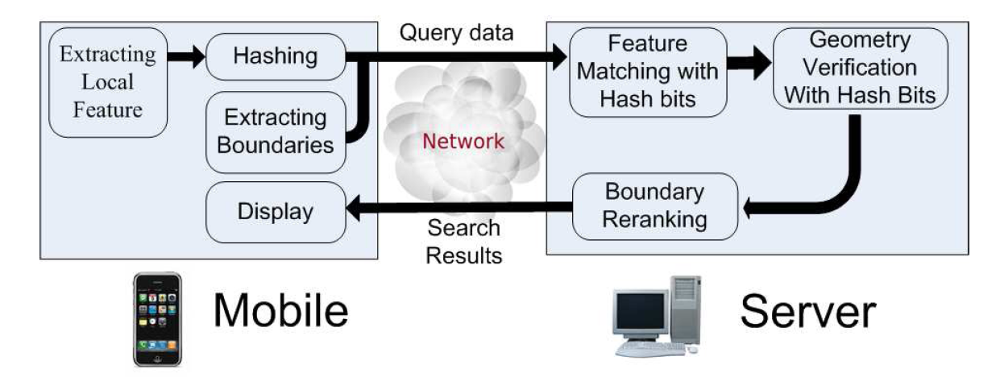 Extracting
Local
Feature
Hashing
Extracting
Boundaries
Display
Query data
Network
Search
Results
Feature
Matching with
Hash bits
Geometry
Verification
With Hash Bits
Boundary
Reranking
Mobile
Server